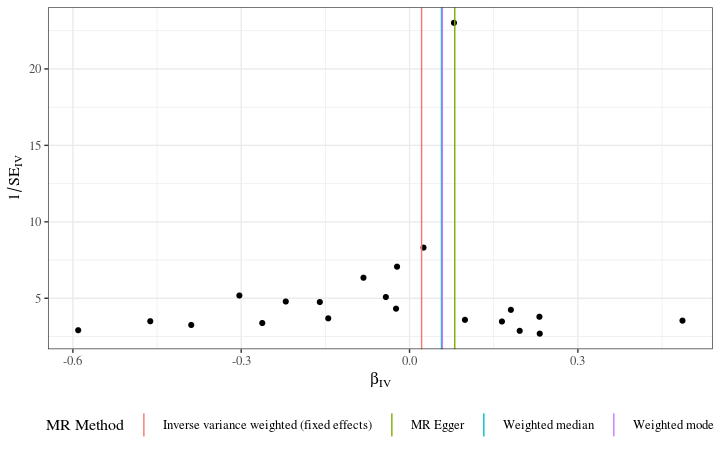 1/SE_IV
20
15
10
5
-0.6
-0.3
0.0
0.3
β_IV
MR Method
Inverse variance weighted (fixed effects)
MR Egger
Weighted median
Weighted mode